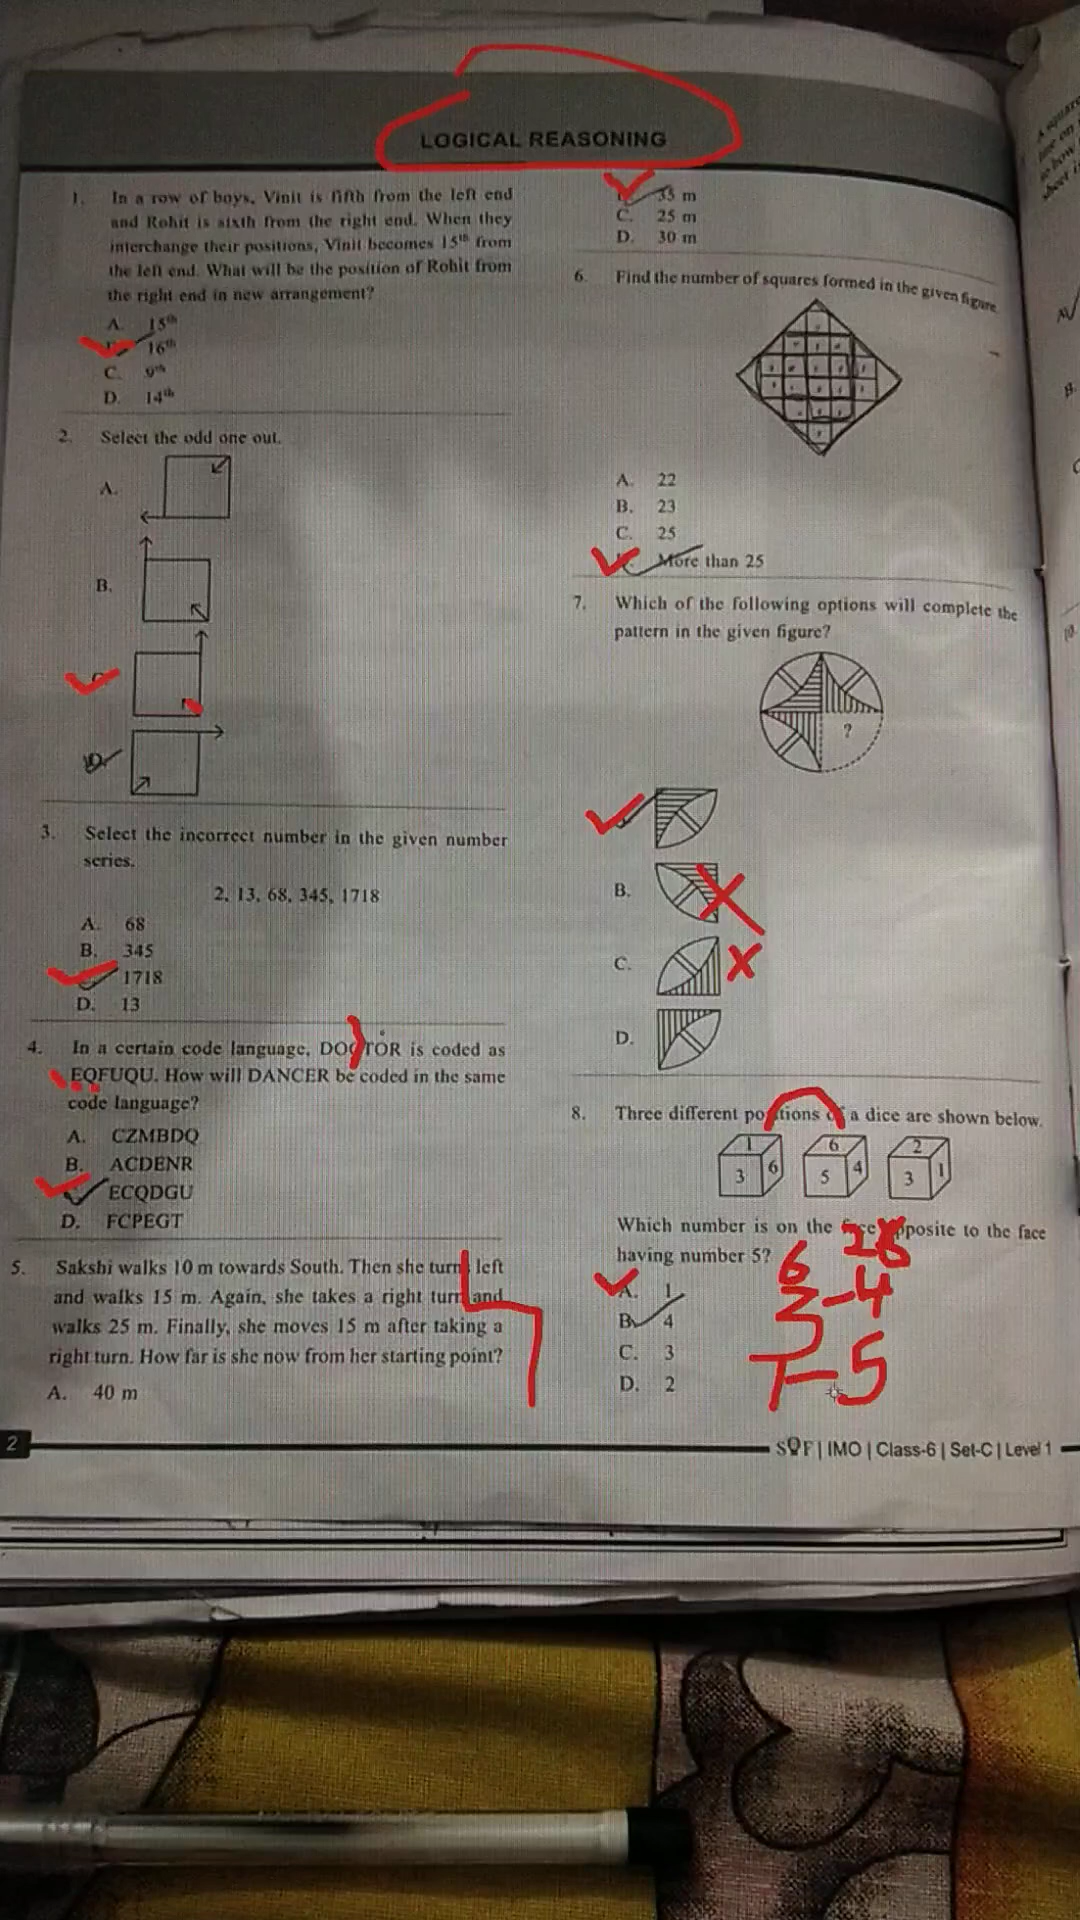 LOGICAL REASONING
1. In a row of boys, Vinit is fifth from the left end
and Rohit is sixth from the right end. When they
interchange their positions, Vinit becomes 15th from
the left end. What will be the position of Rohit from
the right end in new arrangement?
A. 15th
16th
C. 9th
D. 14th
2. Select the odd one out.
A.
B.
D.
3. Select the incorrect number in the given number
series.
2, 13, 68, 345, 1718
A. 68
B. 345
1718
D. 13
4. In a certain code language, DOCTOR is coded as
EQFUQU. How will DANCER be coded in the same
code language?
A. CZMBDQ
B. ACDENR
ECQDGU
D. FCPEGT
5. Sakshi walks 10 m towards South. Then she turns left
and walks 15 m. Again, she takes a right turn and
walks 25 m. Finally, she moves 15 m after taking a
right turn. How far is she now from her starting point?
A. 40 m
35 m
C. 25 m
D. 30 m
6. Find the number of squares formed in the given figure.
A. 22
B. 23
C. 25
More than 25
7. Which of the following options will complete the
pattern in the given figure?
?
B.
C.
D.
8. Three different positions of a dice are shown below.
1 3 6
6 5 4
2 3 1
Which number is on the face opposite to the face
having number 5?
A. 1
B. 4
C. 3
D. 2
6
3-4
1-5
2
SOF | IMO | Class-6 | Set-C | Level 1